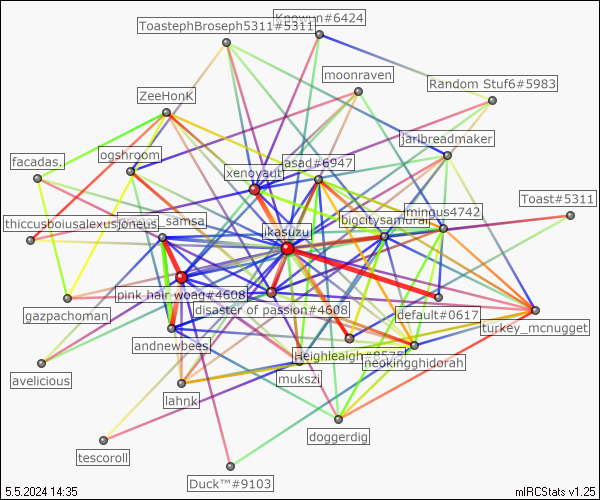 Knowun#6424
ToastephBroseph5311#5311
moonraven
Random Stuf6#5983
ZeeHonK
jaribreadmaker
ogshroom
facadas.
xenoyaut
asad#6947
Toast#5311
mingus4742
thiccusboiusalexusjoneus
samsa
bigcitysamurai
ikasuzu
pink hair woag#4608
disaster of passion#4608
gazpachoman
default#0617
turkey_mcnugget
andnewbees
Heighleaigh#8525
neokingghidorah
avelicious
mukszi
lahnk
doggerdig
tescoroll
Duck™#9103
5.5.2024 14:35
mIRCStats v1.25